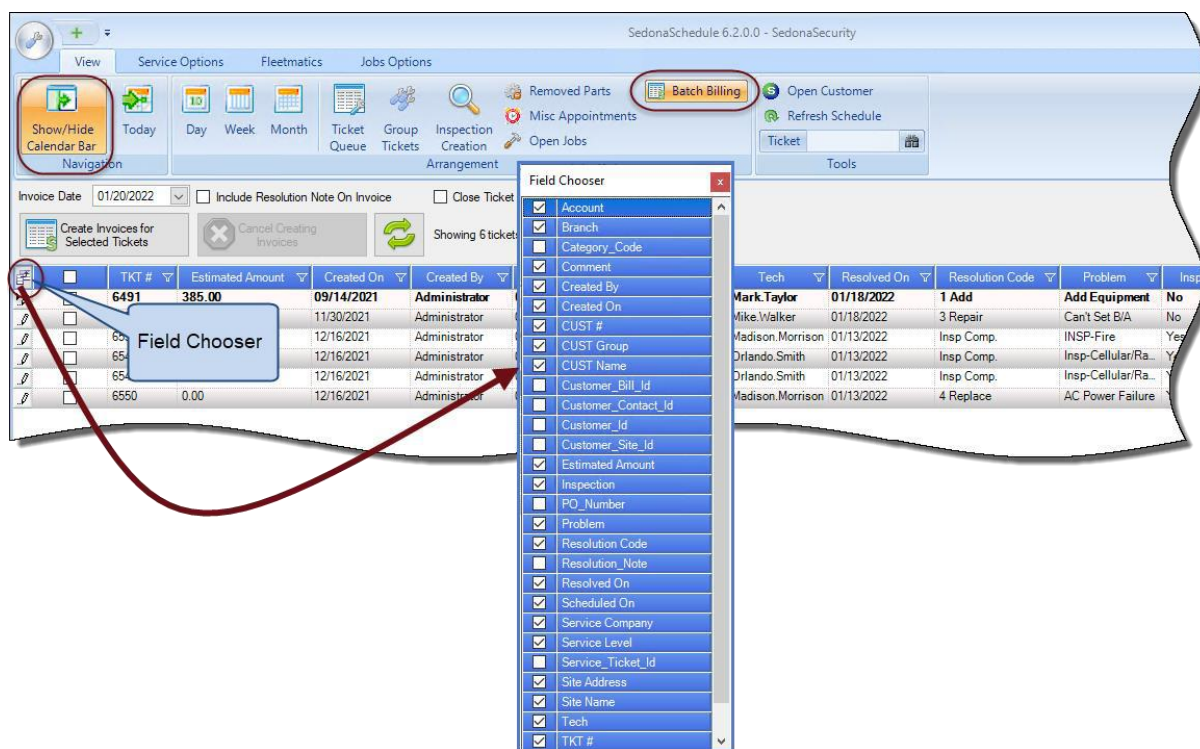 SedonaSchedule 6.2.0.0 - SedonaSecurity
View Service Options Fleetmatics Jobs Options
Show/Hide Calendar Bar
Today
Navigation
Day Week Month
Ticket Queue
Group Tickets
Inspection Creation
Removed Parts
Misc Appointments
Open Jobs
Batch Billing
Arrangement
Open Customer
Refresh Schedule
Ticket
Tools
Invoice Date 01/20/2022 Include Resolution Note On Invoice Close Ticket
Create Invoices for Selected Tickets
Cancel Creating Invoices
Showing 6 tickets
TKT # Estimated Amount Created On Created By Tech Resolved On Resolution Code Problem Insp
6491 385.00 09/14/2021 Administrator Mark.Taylor 01/18/2022 1 Add Add Equipment No
11/30/2021 Administrator Mike.Walker 01/18/2022 3 Repair Can't Set B/A No
12/16/2021 Administrator Madison.Morrison 01/13/2022 Insp Comp. INSP-Fire Yes
12/16/2021 Administrator Orlando.Smith 01/13/2022 Insp Comp. Insp-Cellular/Ra...
12/16/2021 Administrator Orlando.Smith 01/13/2022 Insp Comp. Insp-Cellular/Ra...
6550 0.00 12/16/2021 Administrator Madison.Morrison 01/13/2022 4 Replace AC Power Failure
Field Chooser
Field Chooser
Account
Branch
Category_Code
Comment
Created By
Created On
CUST #
CUST Group
CUST Name
Customer_Bill_Id
Customer_Contact_Id
Customer_Id
Customer_Site_Id
Estimated Amount
Inspection
PO_Number
Problem
Resolution Code
Resolution_Note
Resolved On
Scheduled On
Service Company
Service Level
Service_Ticket_Id
Site Address
Site Name
Tech
TKT #